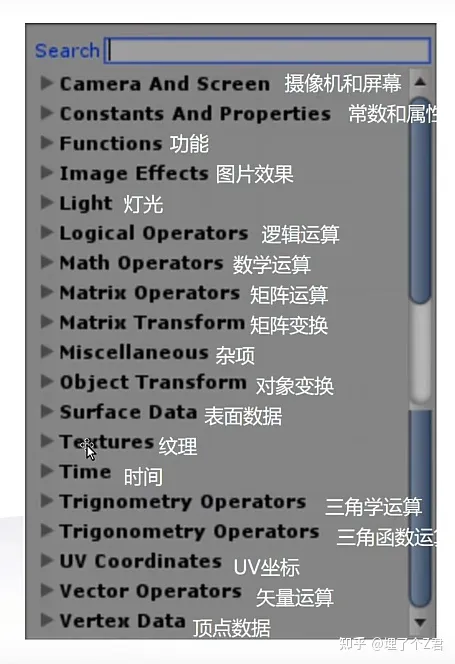 Search
Camera And Screen 摄像机和屏幕
Constants And Properties 常数和属性
Functions 功能
Image Effects 图片效果
Light 灯光
Logical Operators 逻辑运算
Math Operators 数学运算
Matrix Operators 矩阵运算
Matrix Transform 矩阵变换
Miscellaneous 杂项
Object Transform 对象变换
Surface Data 表面数据
Textures 纹理
Time 时间
Trignometry Operators 三角学运算
Trigonometry Operators 三角函数运算
UV Coordinates UV坐标
Vector Operators 矢量运算
Vertex Data 顶点数据
知乎 @埋了个Z君